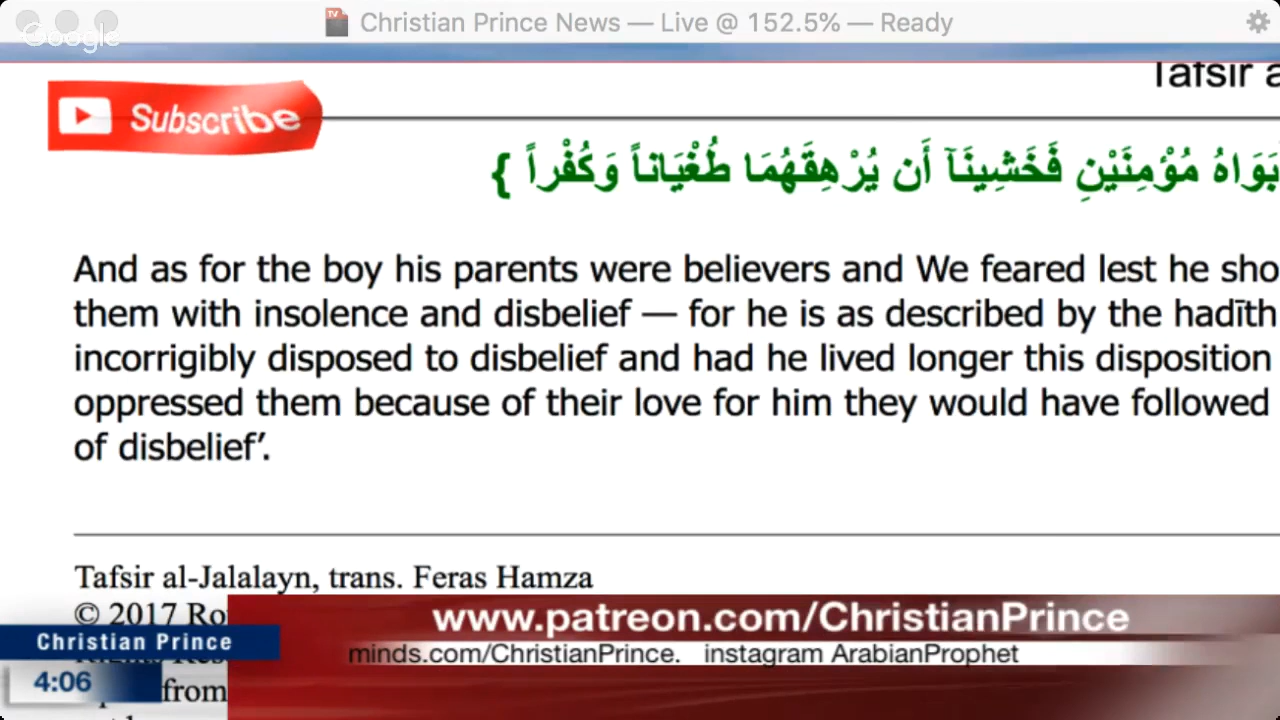 Christian Prince News — Live @ 152.5% — Ready
Google
Tafsir a
Subscribe
بَوَاهُ مُؤْمِنَيْنِ فَخَشِينَآ أَن يُرْهِقَهُمَا طُغْيَاناً وَكُفْراً }
And as for the boy his parents were believers and We feared lest he sho
them with insolence and disbelief — for he is as described by the hadīth
incorrigibly disposed to disbelief and had he lived longer this disposition
oppressed them because of their love for him they would have followed
of disbelief’.
Tafsir al-Jalalayn, trans. Feras Hamza
© 2017 Ro
www.patreon.com/ChristianPrince
Christian Prince
minds.com/ChristianPrince. instagram ArabianProphet
4:06
from